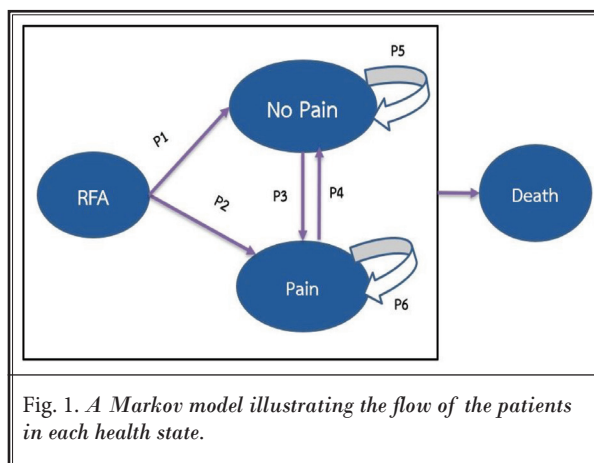 P5
No Pain
P1
RFA
P2
P3
P4
Death
Pain
P6
Fig. 1. A Markov model illustrating the flow of the patients
in each health state.